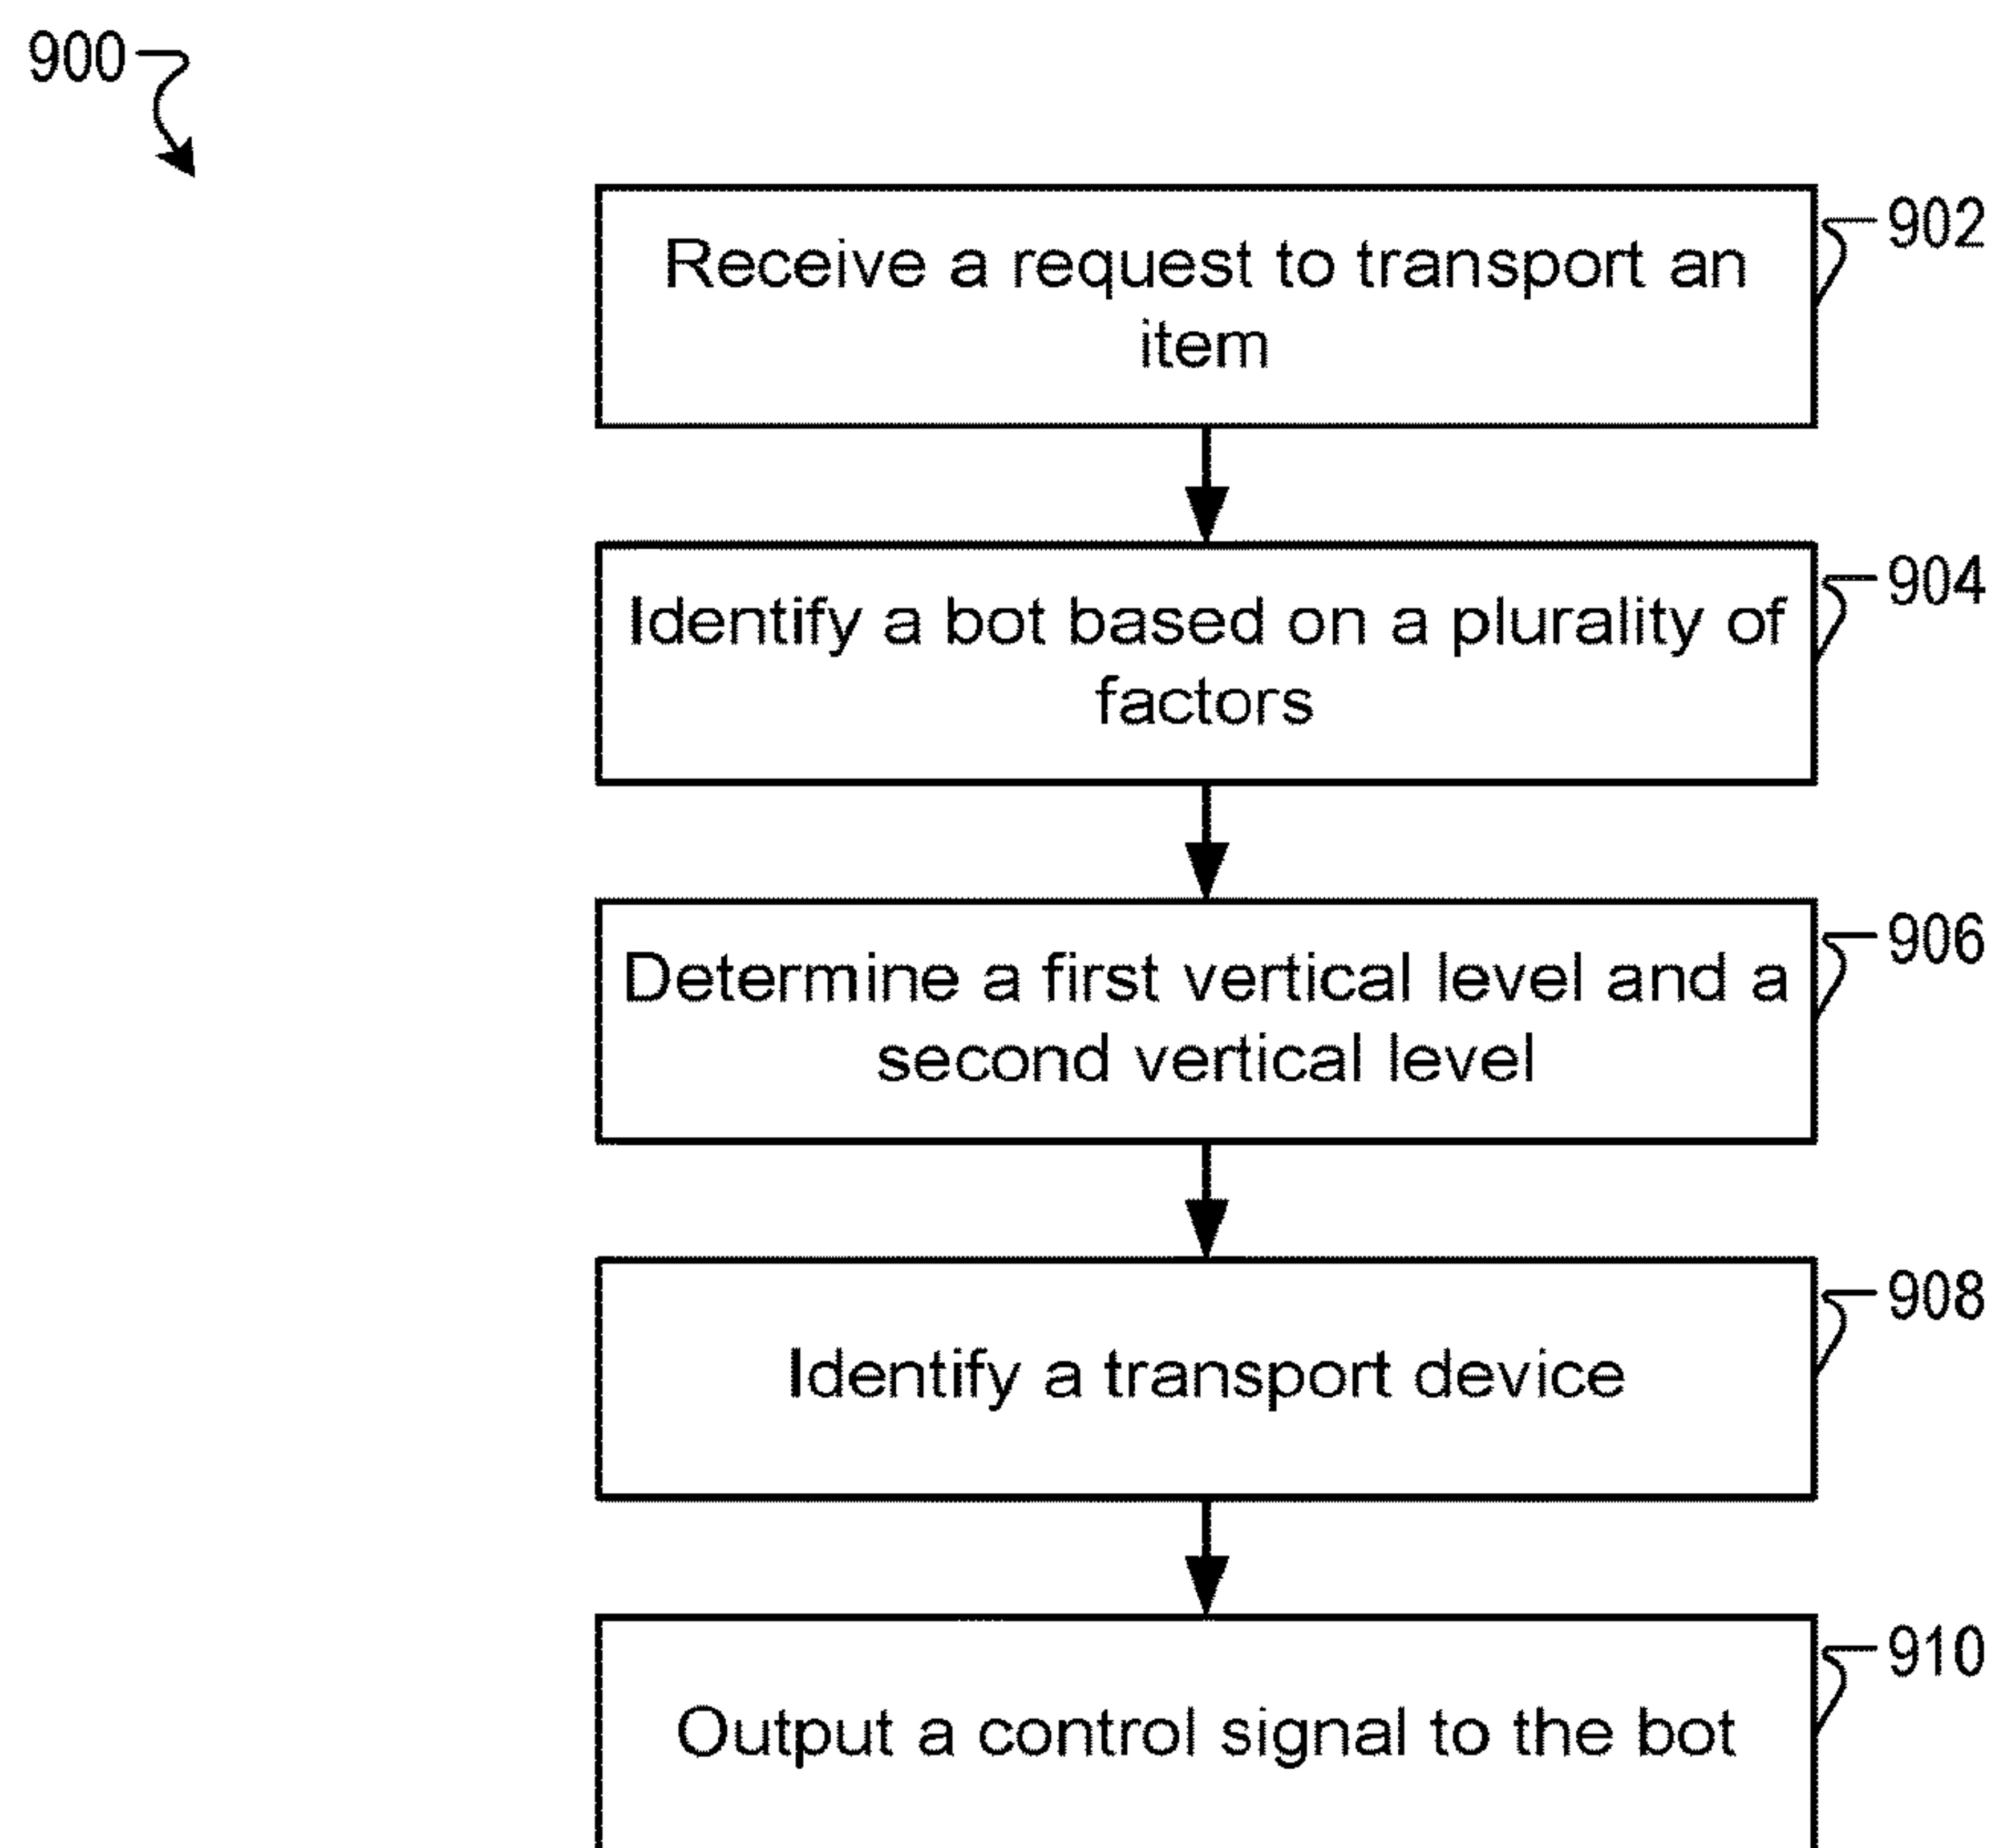 900
902
Receive a request to transport an
item
904
Identify a bot based on a plurality of
factors
906
Determine a first vertical level and a
second vertical level
908
Identify a transport device
910
Output a control signal to the bot